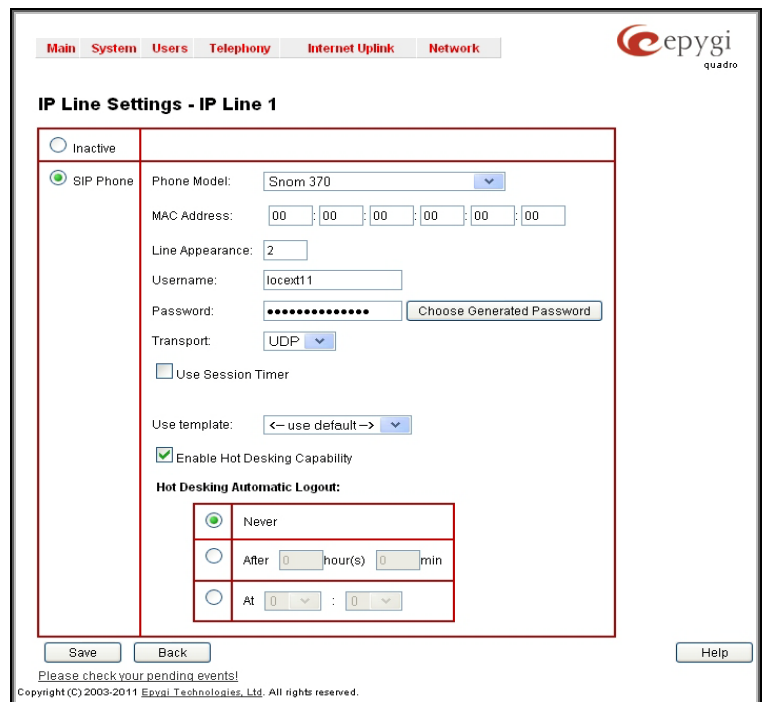 Main System Users Telephony Internet Uplink Network
epygi
quadro
IP Line Settings - IP Line 1
Inactive
SIP Phone Phone Model: Snom 370
MAC Address: 00 : 00 : 00 : 00 : 00 : 00
Line Appearance: 2
Username: locext11
Password: •••••••••••••• Choose Generated Password
Transport: UDP
Use Session Timer
Use template: <-- use default -->
Enable Hot Desking Capability
Hot Desking Automatic Logout:
Never
After 0 hour(s) 0 min
At 0 : 0
Save Back Help
Please check your pending events!
Copyright (C) 2003-2011 Epygi Technologies, Ltd. All rights reserved.